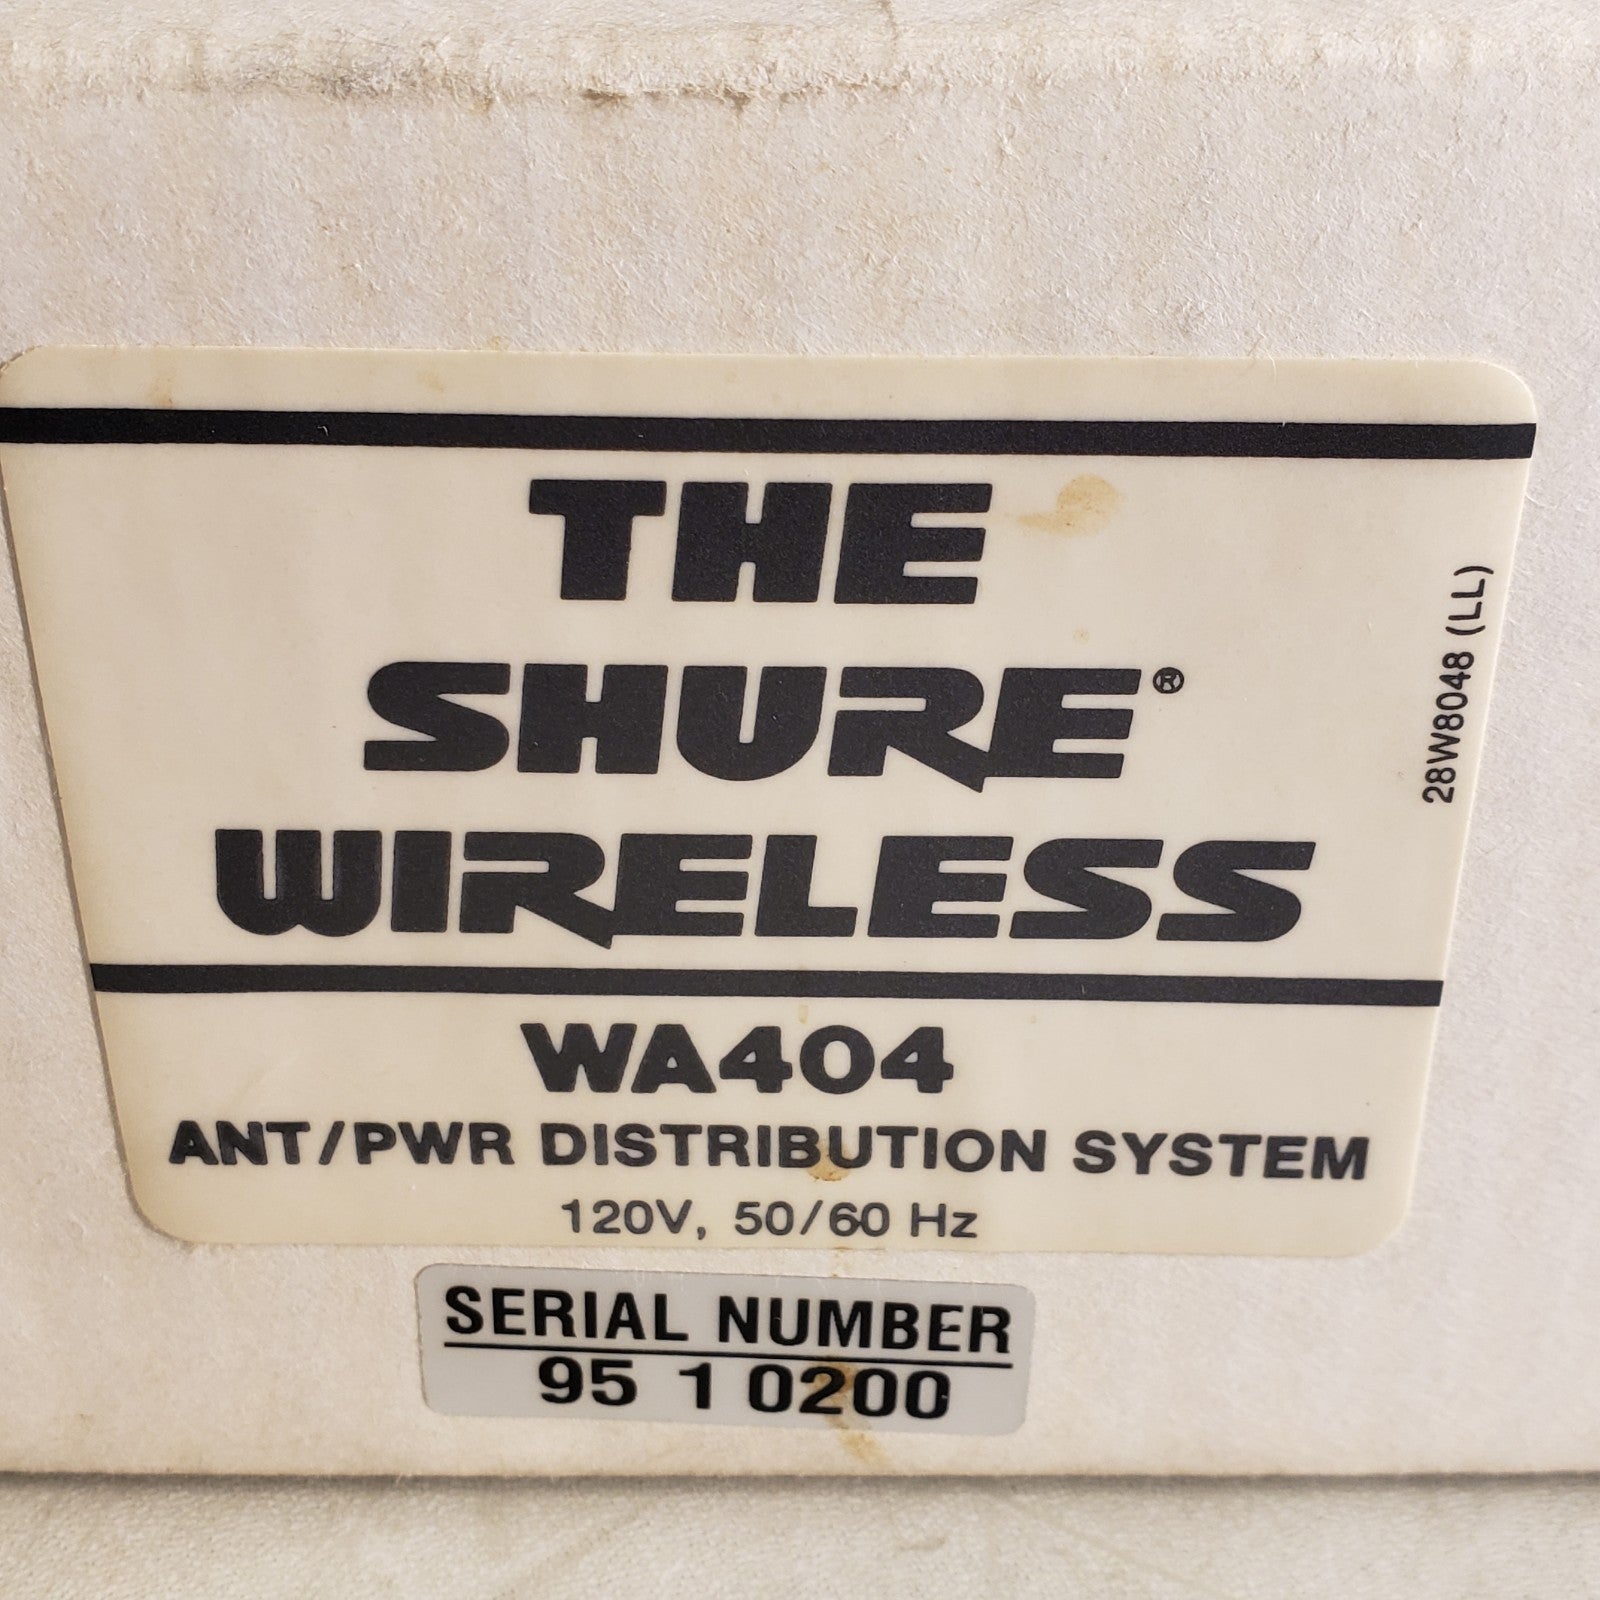 THE
SHURE®
WIRELESS
28W8048 (LL)
WA404
ANT/PWR DISTRIBUTION SYSTEM
120V, 50/60 Hz
SERIAL NUMBER
95 1 0200